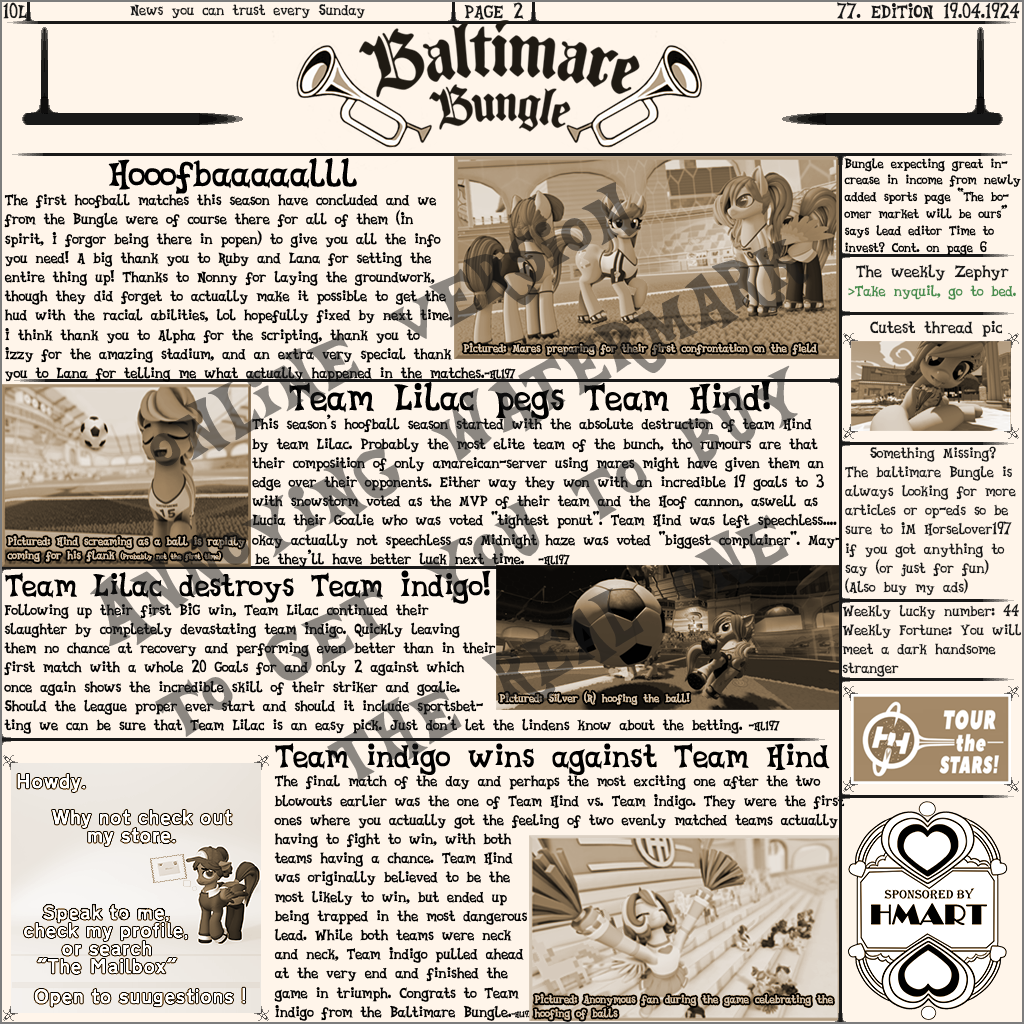 10L
News you can trust every Sunday
PAGE 2
77. EDITION 19.04.1924
Baltimare
Bungle
Hooofbaaaaalll
The first hoofball matches this season have concluded and we
from the Bungle were of course there for all of them (in
spirit, i forgor being there in popen) to give you all the info
you need! A big thank you to Ruby and Lana for setting the
entire thing up! Thanks to Nonny for laying the groundwork,
though they did forget to actually make it possible to get the
hud with the racial abilities, Lol hopefully fixed by next time.
i think thank you to Alpha for the scripting, thank you to
izzy for the amazing stadium, and an extra very special thank
you to Lana for telling me what actually happened in the matches.-HL197
Pictured: Mares preparing for their first confrontation on the field
Team Lilac pegs Team Hind!
This season's hoofball season started with the absolute destruction of team Hind
by team Lilac. Probably the most elite team of the bunch, tho rumours are that
their composition of only amareican-server using mares might have given them an
edge over their opponents. Either way they won with an incredible 19 goals to 3
with Snowstorm voted as the MVP of their team and the Hoof cannon, aswell as
Lucia their Goalie who was voted "tightest ponut". Team Hind was left speechless....
okay actually not speechless as Midnight haze was voted "biggest complainer". May-
be they'll have better luck next time. -HL197
15
Pictured: Hind screaming as a ball is rapidly
coming for his flank (Probably not the first time)
Team Lilac destroys Team indigo!
Following up their first BiG win, Team Lilac continued their
slaughter by completely devastating team indigo. Quickly leaving
them no chance at recovery and performing even better than in their
first match with a whole 20 Goals for and only 2 against which
once again shows the incredible skill of their striker and goalie.
Should the League proper ever start and should it include sportsbet-
ting we can be sure that Team Lilac is an easy pick. Just don't let the Lindens know about the betting. -HL197
Pictured: Silver (R) hoofing the ball!
Team indigo wins against Team Hind
The final match of the day and perhaps the most exciting one after the two
blowouts earlier was the one of Team Hind vs. Team indigo. They were the first
ones where you actually got the feeling of two evenly matched teams actually
having to fight to win, with both
teams having a chance. Team Hind
was originally believed to be the
most likely to win, but ended up
being trapped in the most dangerous
lead. While both teams were neck
and neck, Team indigo pulled ahead
at the very end and finished the
game in triumph. Congrats to Team
indigo from the Baltimare Bungle.-HL197
Pictured: Anonymous fan during the game celebrating the
hoofing of balls
Howdy.
Why not check out
my store.
Speak to me,
check my profile,
or search
"The Mailbox"
Open to suugestions !
Bungle expecting great in-
crease in income from newly
added sports page "The bo-
omer market will be ours"
says lead editor Time to
invest? Cont. on page 6
The weekly Zephyr
>Take nyquil, go to bed.
Cutest thread pic
Something Missing?
The baltimare Bungle is
always looking for more
articles or op-eds so be
sure to iM Horselover197
if you got anything to
say (or just for fun)
(Also buy my ads)
Weekly lucky number: 44
Weekly Fortune: You will
meet a dark handsome
stranger
HH
TOUR
the
STARS!
SPONSORED BY
HMART
ONLiNE VERSiON
ANNOYiNG WATERMARK
TO GET YOU TO BUY
THE REAL ONE